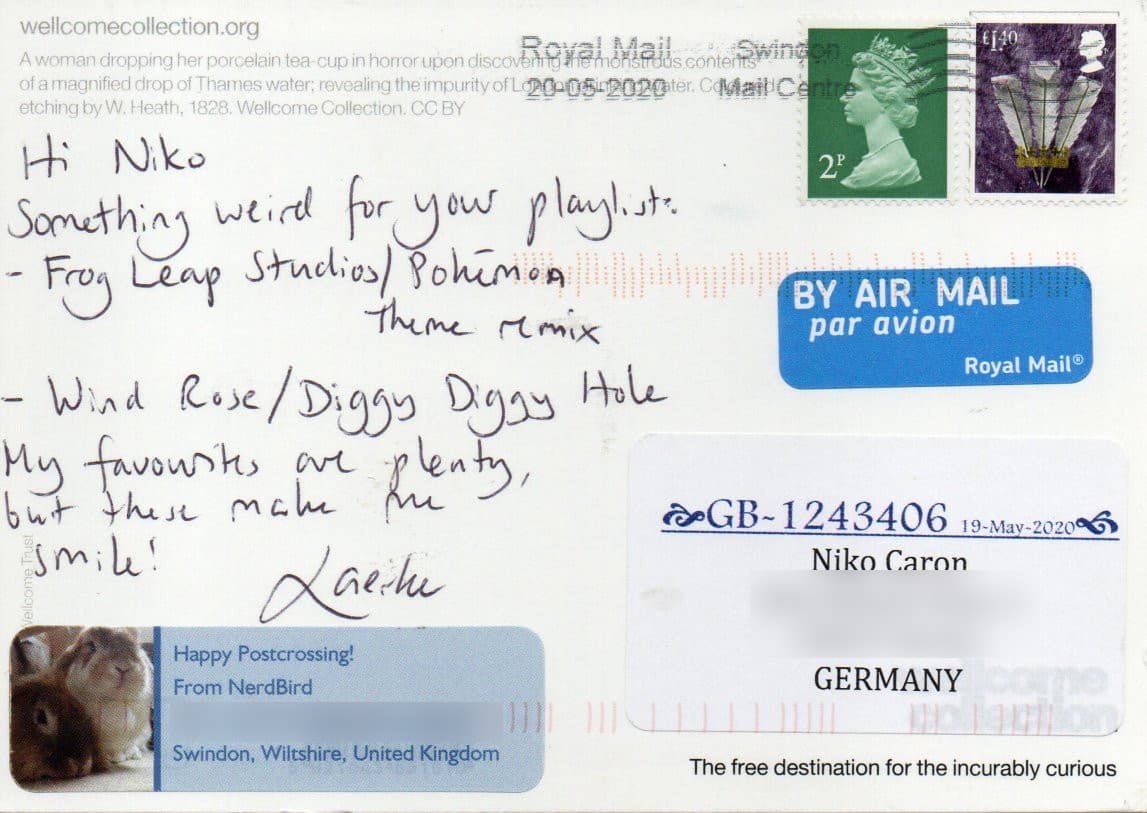 wellcomecollection.org
A woman dropping her porcelain tea-cup in horror upon discovering the monstrous contents
of a magnified drop of Thames water; revealing the impurity of London drinking water. Coloured
etching by W. Heath, 1828. Wellcome Collection. CC BY
Royal Mail Swindon
20-05-2020 Mail Centre
2P
£1.40
Hi Niko
Something weird for your playlist:
- Frog Leap Studios/Pokémon
Theme remix
- Wind Rose/Diggy Diggy Hole
My favourites are plenty,
but these make me
smile!
BY AIR MAIL
par avion
Royal Mail®
GB-1243406 19-May-2020
Niko Caron
GERMANY
Wellcome Trust
Happy Postcrossing!
From NerdBird
Swindon, Wiltshire, United Kingdom
wellcome
collection
The free destination for the incurably curious